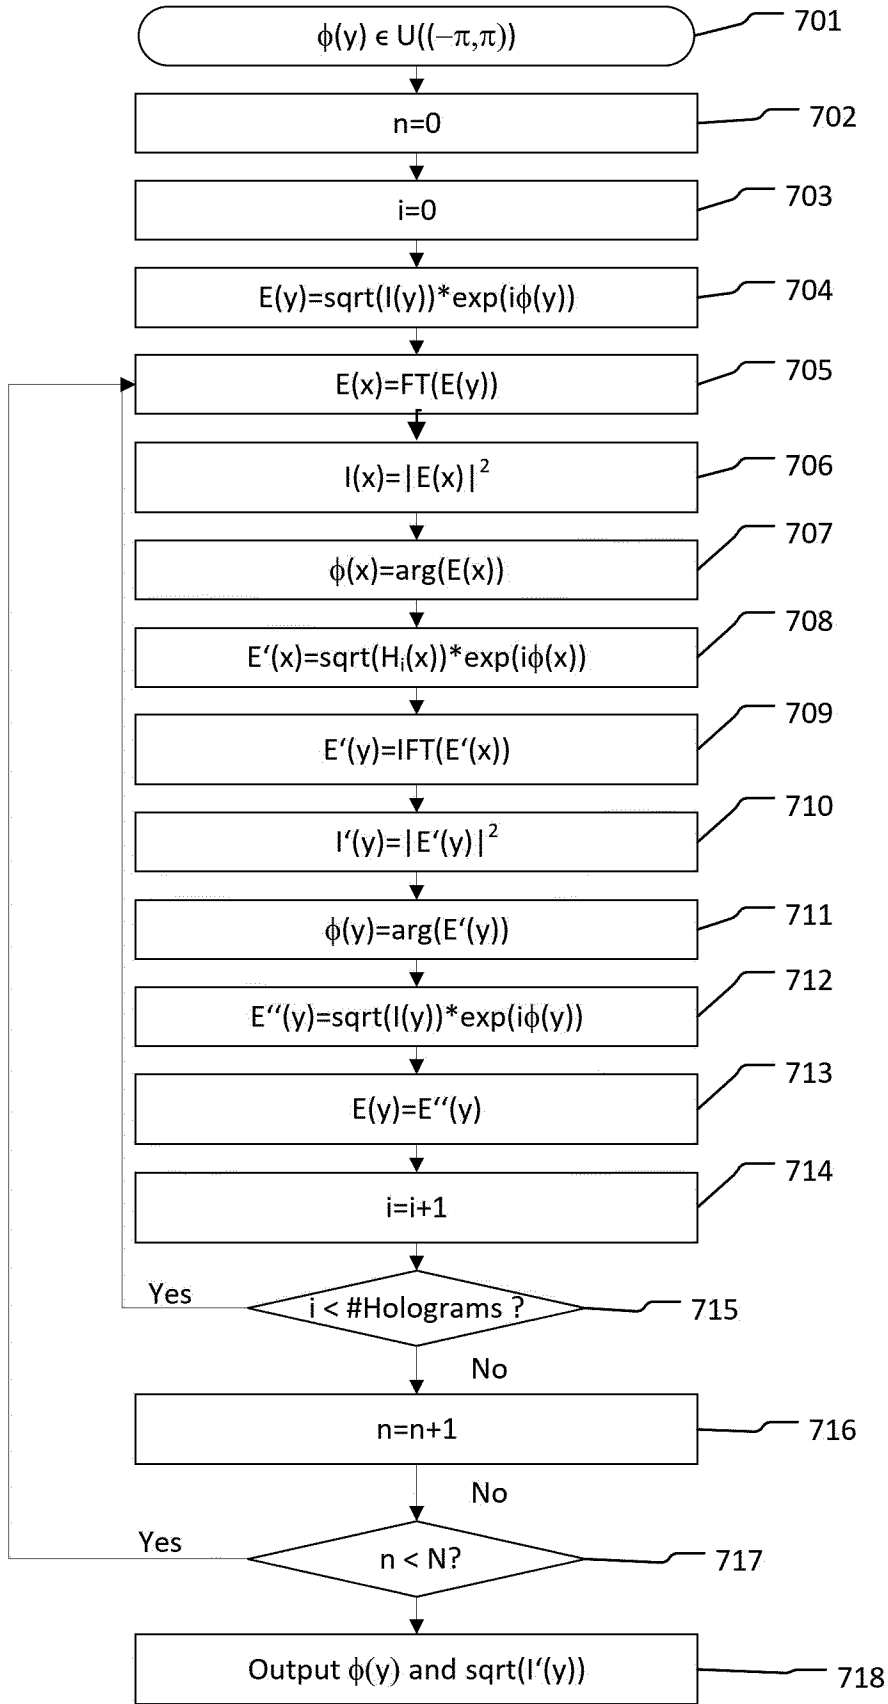 ϕ(y) ϵ U((−π,π))
701
n=0
702
i=0
703
E(y)=sqrt(I(y))*exp(iϕ(y))
704
E(x)=FT(E(y))
705
I(x)=|E(x)|²
706
ϕ(x)=arg(E(x))
707
E‘(x)=sqrt(Hᵢ(x))*exp(iϕ(x))
708
E‘(y)=IFT(E‘(x))
709
I‘(y)=|E‘(y)|²
710
ϕ(y)=arg(E‘(y))
711
E‘‘(y)=sqrt(I(y))*exp(iϕ(y))
712
E(y)=E‘‘(y)
713
i=i+1
714
Yes
i < #Holograms ?
715
No
n=n+1
716
No
Yes
n < N?
717
Output ϕ(y) and sqrt(I‘(y))
718